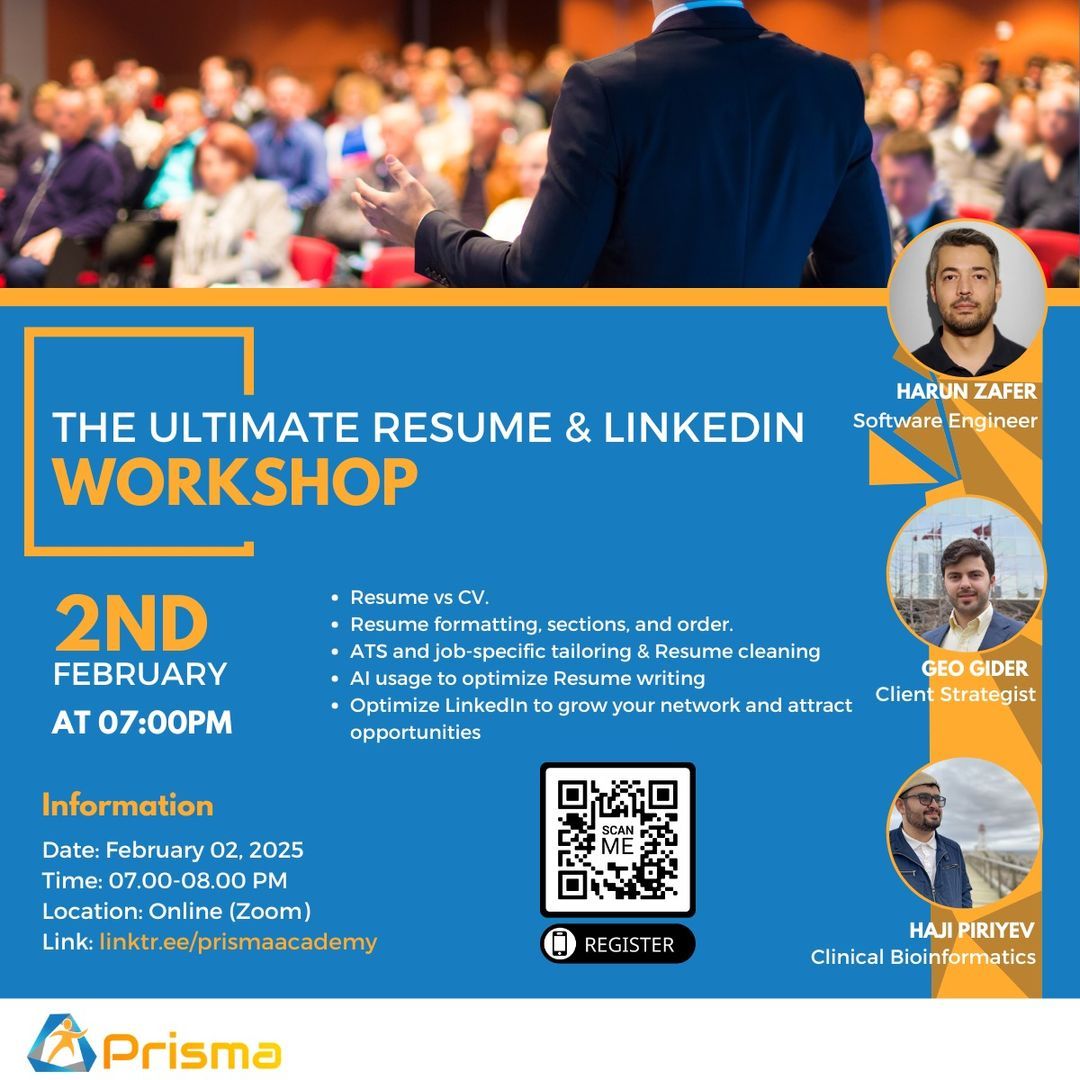 THE ULTIMATE RESUME & LINKEDIN
WORKSHOP
2ND
FEBRUARY
AT 07:00PM
• Resume vs CV.
• Resume formatting, sections, and order.
• ATS and job-specific tailoring & Resume cleaning
• AI usage to optimize Resume writing
• Optimize LinkedIn to grow your network and attract
opportunities
Information
Date: February 02, 2025
Time: 07.00-08.00 PM
Location: Online (Zoom)
Link: linktr.ee/prismaacademy
SCAN
ME
REGISTER
HARUN ZAFER
Software Engineer
GEO GIDER
Client Strategist
HAJI PIRIYEV
Clinical Bioinformatics
Prisma